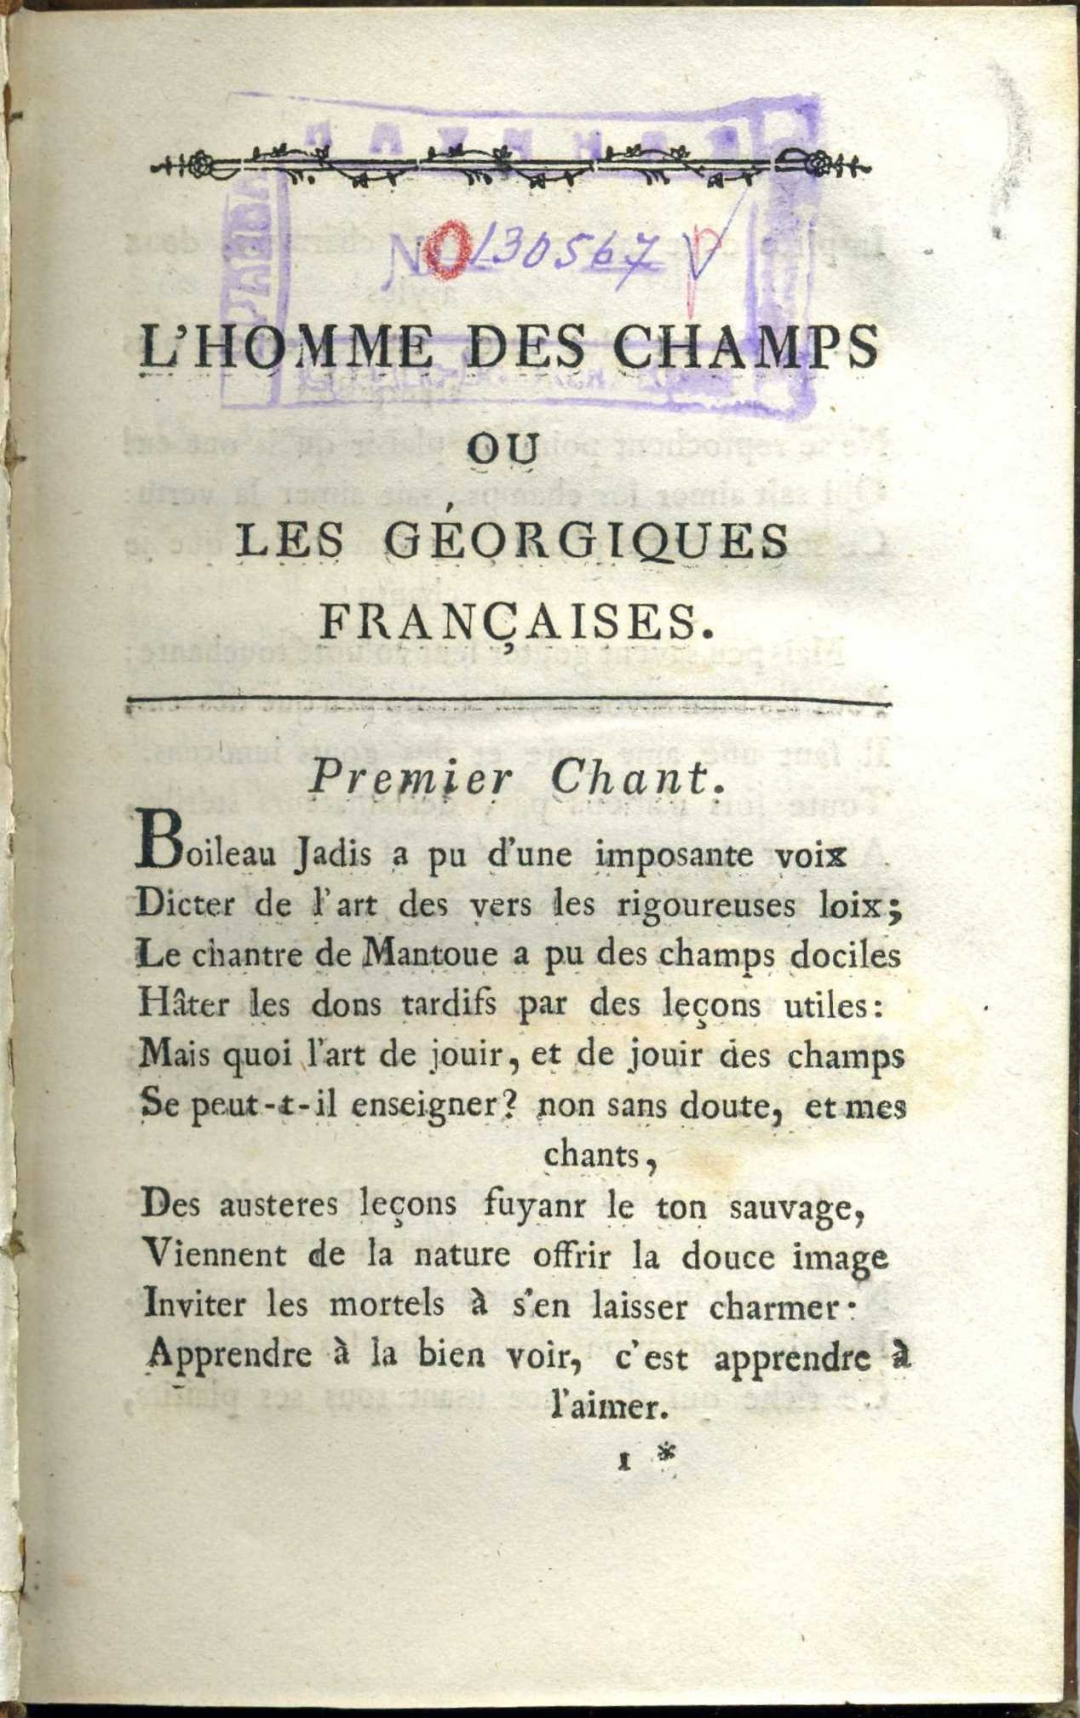 No 130567
L'HOMME DES CHAMPS
OU
LES GÉORGIQUES
FRANÇAISES.
Premier Chant.
Boileau Jadis a pu d'une imposante voix
Dicter de l'art des vers les rigoureuses loix;
Le chantre de Mantoue a pu des champs dociles
Hâter les dons tardifs par des leçons utiles:
Mais quoi l'art de jouir, et de jouir des champs
Se peut-t-il enseigner? non sans doute, et mes
chants,
Des austeres leçons fuyanr le ton sauvage,
Viennent de la nature offrir la douce image
Inviter les mortels à s'en laisser charmer:
Apprendre à la bien voir, c'est apprendre à
l'aimer.
1 *